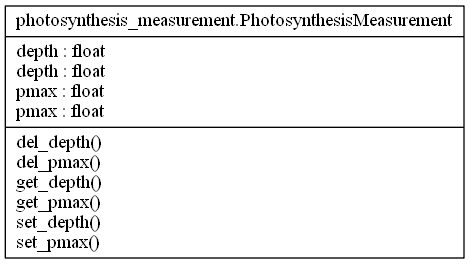 photosynthesis_measurement.PhotosynthesisMeasurement
depth : float
depth : float
pmax : float
pmax : float
del_depth()
del_pmax()
get_depth()
get_pmax()
set_depth()
set_pmax()